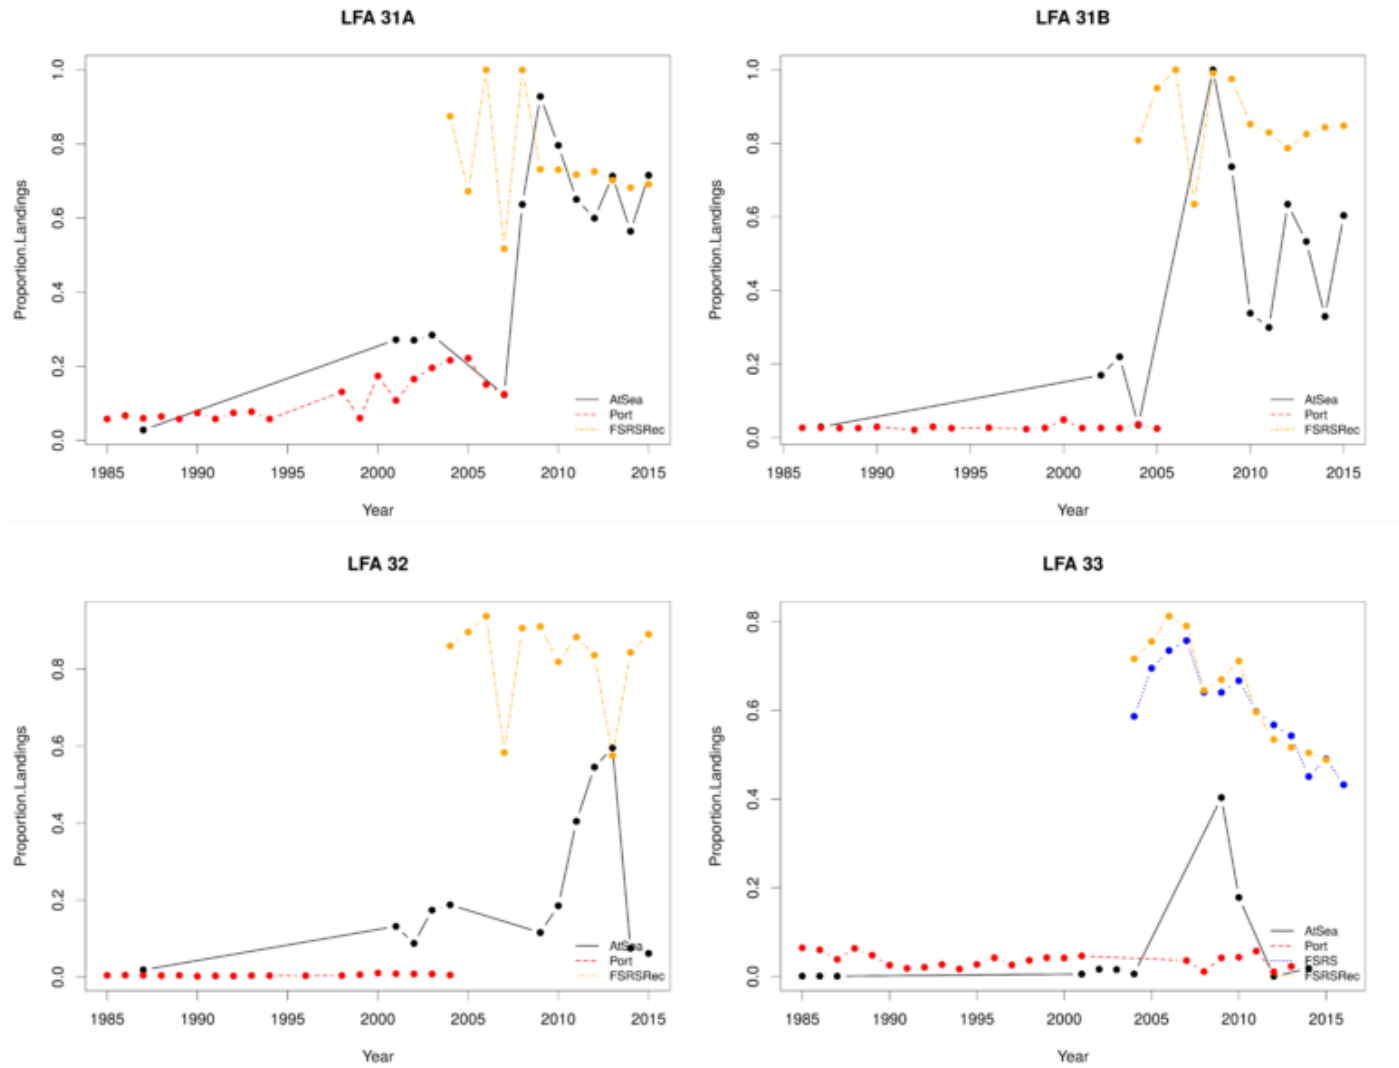 LFA 31A
Proportion.Landings
1.0
0.8
0.6
0.4
0.2
0.0
AtSea
Port
FSRSRec
1985 1990 1995 2000 2005 2010 2015
Year
LFA 31B
Proportion.Landings
1.0
0.8
0.6
0.4
0.2
0.0
AtSea
Port
FSRSRec
1985 1990 1995 2000 2005 2010 2015
Year
LFA 32
Proportion.Landings
0.8
0.6
0.4
0.2
0.0
AtSea
Port
FSRSRec
1985 1990 1995 2000 2005 2010 2015
Year
LFA 33
Proportion.Landings
0.8
0.6
0.4
0.2
0.0
AtSea
Port
FSRS
FSRSRec
1985 1990 1995 2000 2005 2010 2015
Year